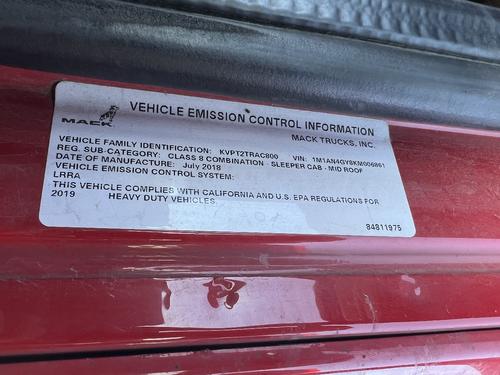 MACK
VEHICLE EMISSION CONTROL INFORMATION
MACK TRUCKS, INC.
VEHICLE FAMILY IDENTIFICATION: KVPT2TRAC800 VIN: 1M1AN4GY8KM006861
REG. SUB-CATEGORY: CLASS 8 COMBINATION - SLEEPER CAB - MID ROOF
DATE OF MANUFACTURE: July 2018
VEHICLE EMISSION CONTROL SYSTEM:
LRRA
THIS VEHICLE COMPLIES WITH CALIFORNIA AND U.S. EPA REGULATIONS FOR
2019 HEAVY DUTY VEHICLES.
84811975